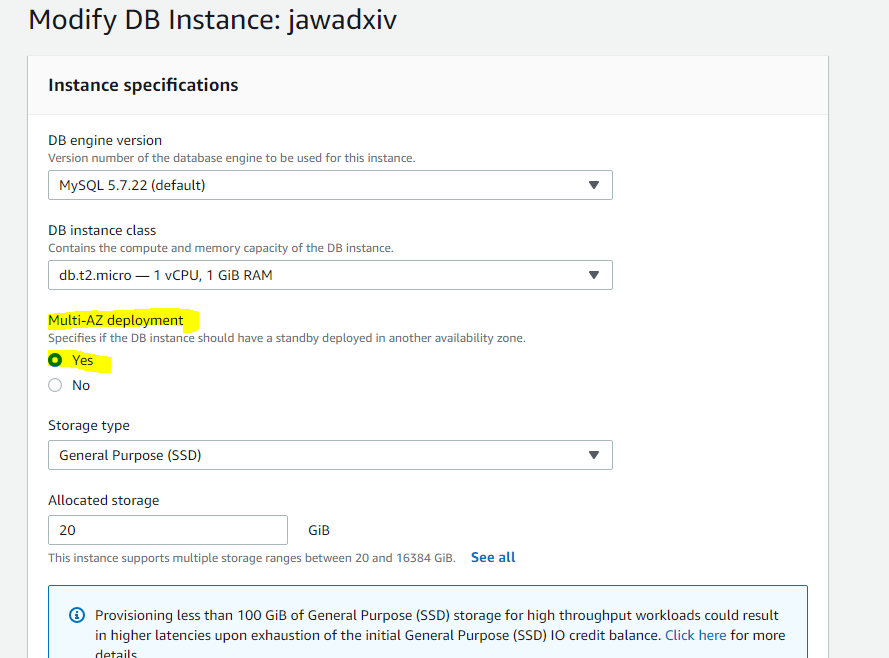 Modify DB Instance: jawadxiv
Instance specifications
DB engine version
Version number of the database engine to be used for this instance.
MySQL 5.7.22 (default)
DB instance class
Contains the compute and memory capacity of the DB instance.
db.t2.micro — 1 vCPU, 1 GiB RAM
Multi-AZ deployment
Specifies if the DB instance should have a standby deployed in another availability zone.
Yes
No
Storage type
General Purpose (SSD)
Allocated storage
20 GiB
This instance supports multiple storage ranges between 20 and 16384 GiB. See all
Provisioning less than 100 GiB of General Purpose (SSD) storage for high throughput workloads could result
in higher latencies upon exhaustion of the initial General Purpose (SSD) IO credit balance. Click here for more
details